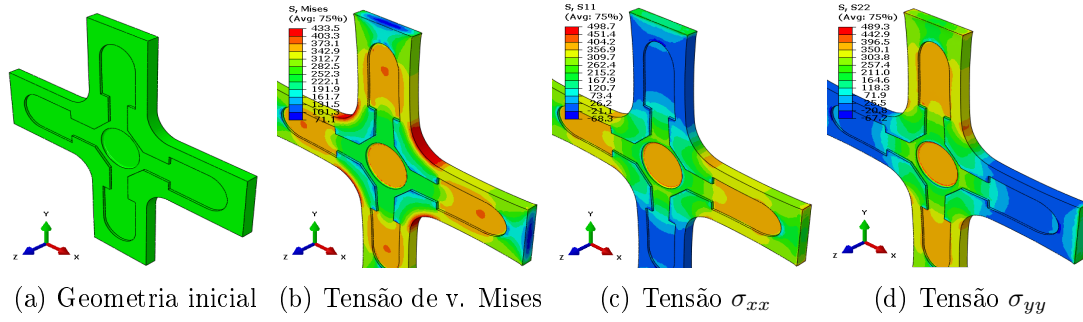 S, Mises
(Avg: 75%)
433.5
403.3
373.1
342.9
312.7
282.5
252.3
222.1
191.9
161.7
131.5
101.3
71.1
S, S11
(Avg: 75%)
498.7
451.4
404.2
356.9
309.7
262.4
215.2
167.9
120.7
73.4
26.2
-21.1
-68.3
S, S22
(Avg: 75%)
489.3
442.9
396.5
350.1
303.8
257.4
211.0
164.6
118.3
71.9
25.5
-20.8
-67.2
Y
Z X
Y
Z X
Y
Z X
Y
Z X
(a) Geometria inicial
(b) Tensão de v. Mises
(c) Tensão σxx
(d) Tensão σyy